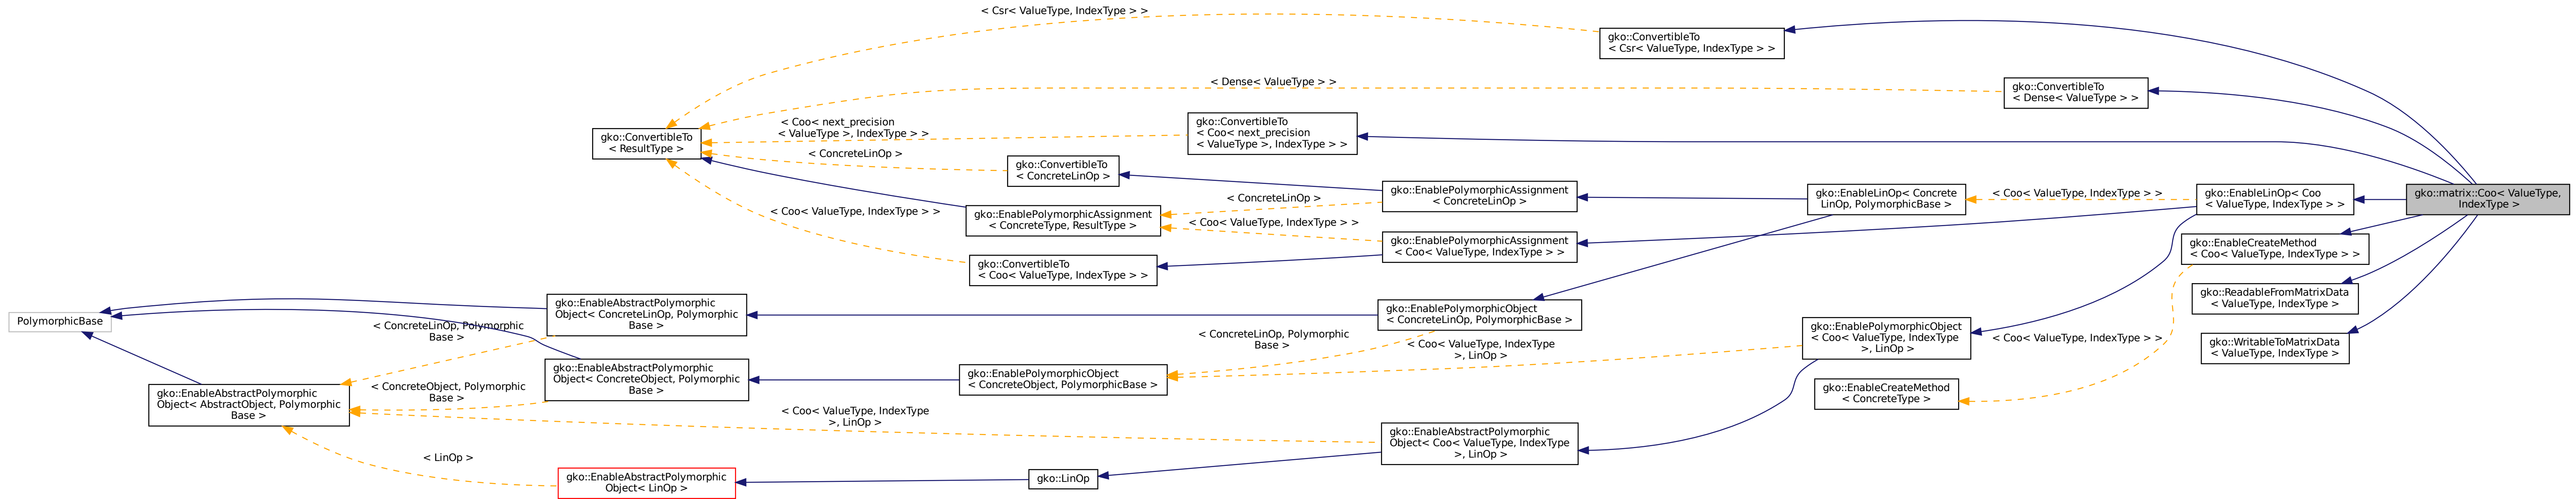 < Csr< ValueType, IndexType > >
gko::ConvertibleTo
< Csr< ValueType, IndexType > >
< Dense< ValueType > >
gko::ConvertibleTo
< Dense< ValueType > >
gko::ConvertibleTo
< ResultType >
< Coo< next_precision
< ValueType >, IndexType > >
gko::ConvertibleTo
< Coo< next_precision
< ValueType >, IndexType > >
< ConcreteLinOp >
gko::ConvertibleTo
< ConcreteLinOp >
gko::EnablePolymorphicAssignment
< ConcreteLinOp >
gko::EnableLinOp< Concrete
LinOp, PolymorphicBase >
< Coo< ValueType, IndexType > >
gko::EnableLinOp< Coo
< ValueType, IndexType > >
gko::matrix::Coo< ValueType,
IndexType >
< Coo< ValueType, IndexType > >
gko::EnablePolymorphicAssignment
< ConcreteType, ResultType >
< ConcreteLinOp >
< Coo< ValueType, IndexType > >
gko::EnablePolymorphicAssignment
< Coo< ValueType, IndexType > >
gko::EnableCreateMethod
< Coo< ValueType, IndexType > >
gko::ConvertibleTo
< Coo< ValueType, IndexType > >
gko::ReadableFromMatrixData
< ValueType, IndexType >
PolymorphicBase
gko::EnableAbstractPolymorphic
Object< ConcreteLinOp, Polymorphic
Base >
gko::EnablePolymorphicObject
< ConcreteLinOp, PolymorphicBase >
< ConcreteLinOp, Polymorphic
Base >
< ConcreteLinOp, Polymorphic
Base >
< Coo< ValueType, IndexType
>, LinOp >
gko::EnablePolymorphicObject
< Coo< ValueType, IndexType
>, LinOp >
< Coo< ValueType, IndexType > >
gko::WritableToMatrixData
< ValueType, IndexType >
gko::EnableAbstractPolymorphic
Object< AbstractObject, Polymorphic
Base >
< ConcreteObject, Polymorphic
Base >
gko::EnableAbstractPolymorphic
Object< ConcreteObject, Polymorphic
Base >
gko::EnablePolymorphicObject
< ConcreteObject, PolymorphicBase >
gko::EnableCreateMethod
< ConcreteType >
< Coo< ValueType, IndexType
>, LinOp >
gko::EnableAbstractPolymorphic
Object< Coo< ValueType, IndexType
>, LinOp >
< LinOp >
gko::EnableAbstractPolymorphic
Object< LinOp >
gko::LinOp